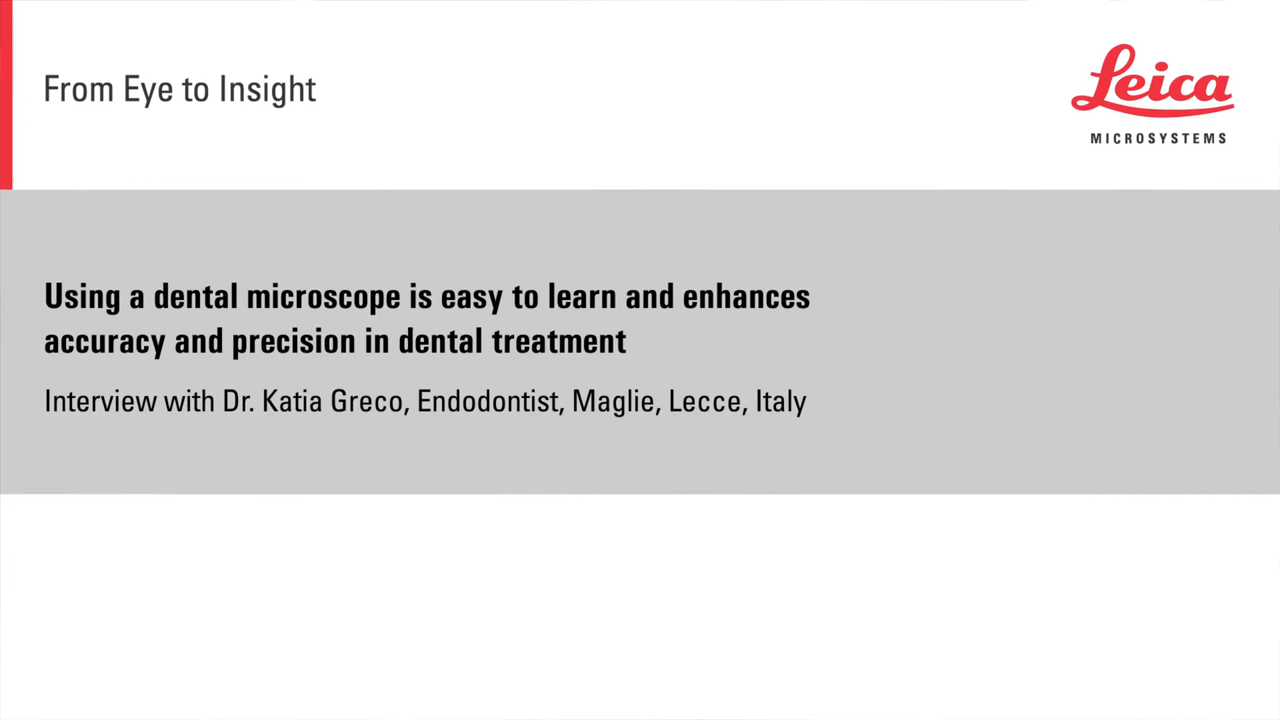 From Eye to Insight
Leica
MICROSYSTEMS
Using a dental microscope is easy to learn and enhances
accuracy and precision in dental treatment
Interview with Dr. Katia Greco, Endodontist, Maglie, Lecce, Italy